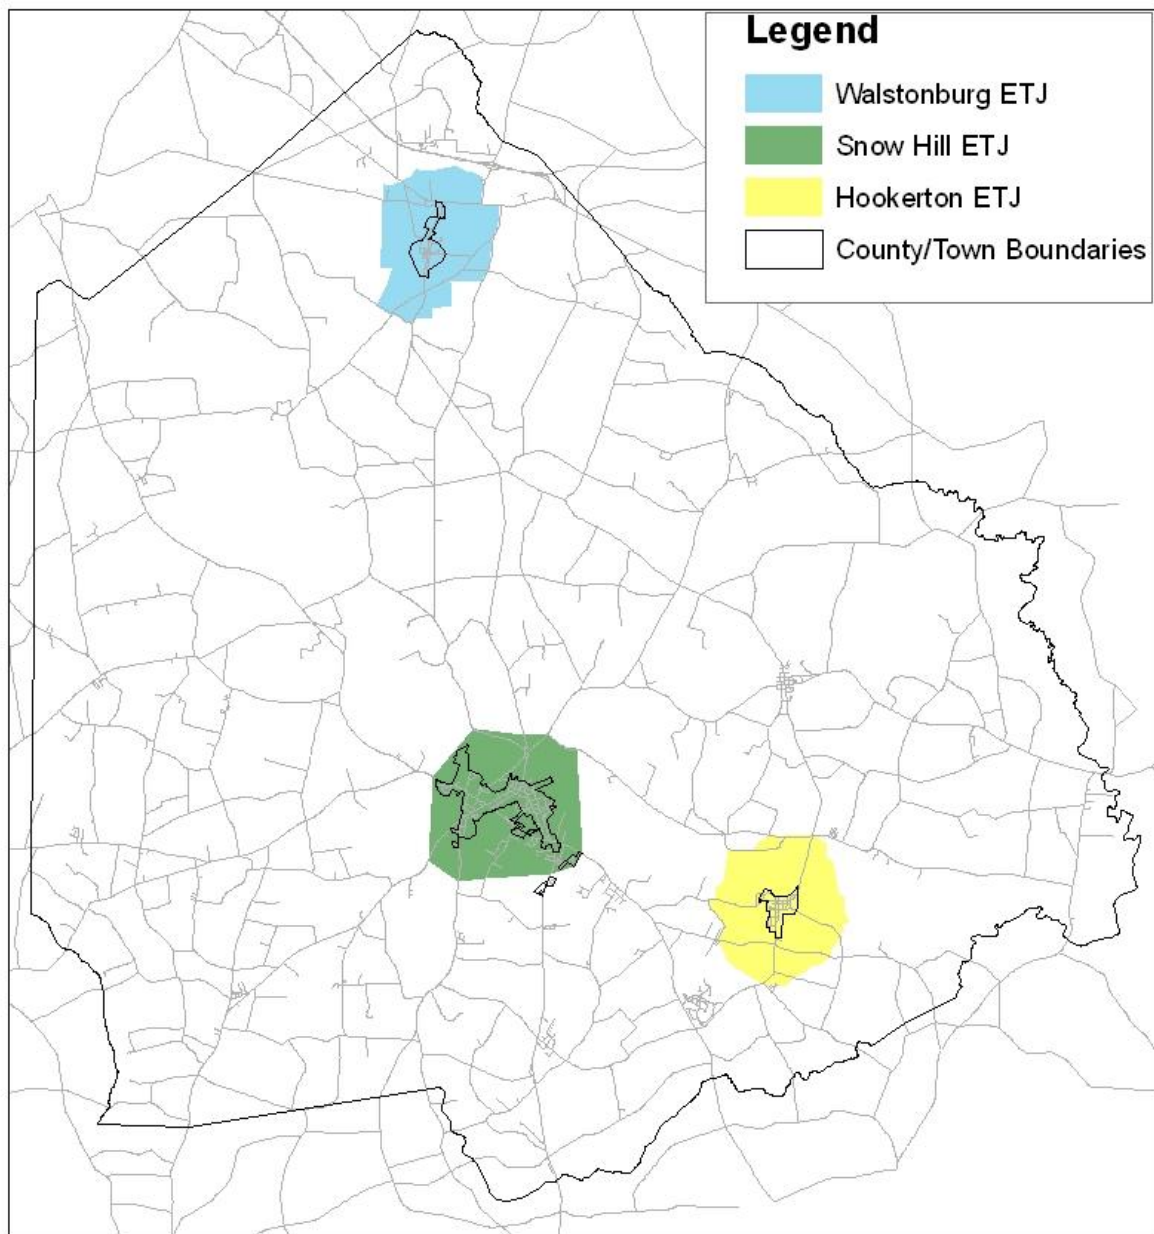 Legend
Walstonburg ETJ
Snow Hill ETJ
Hookerton ETJ
County/Town Boundaries